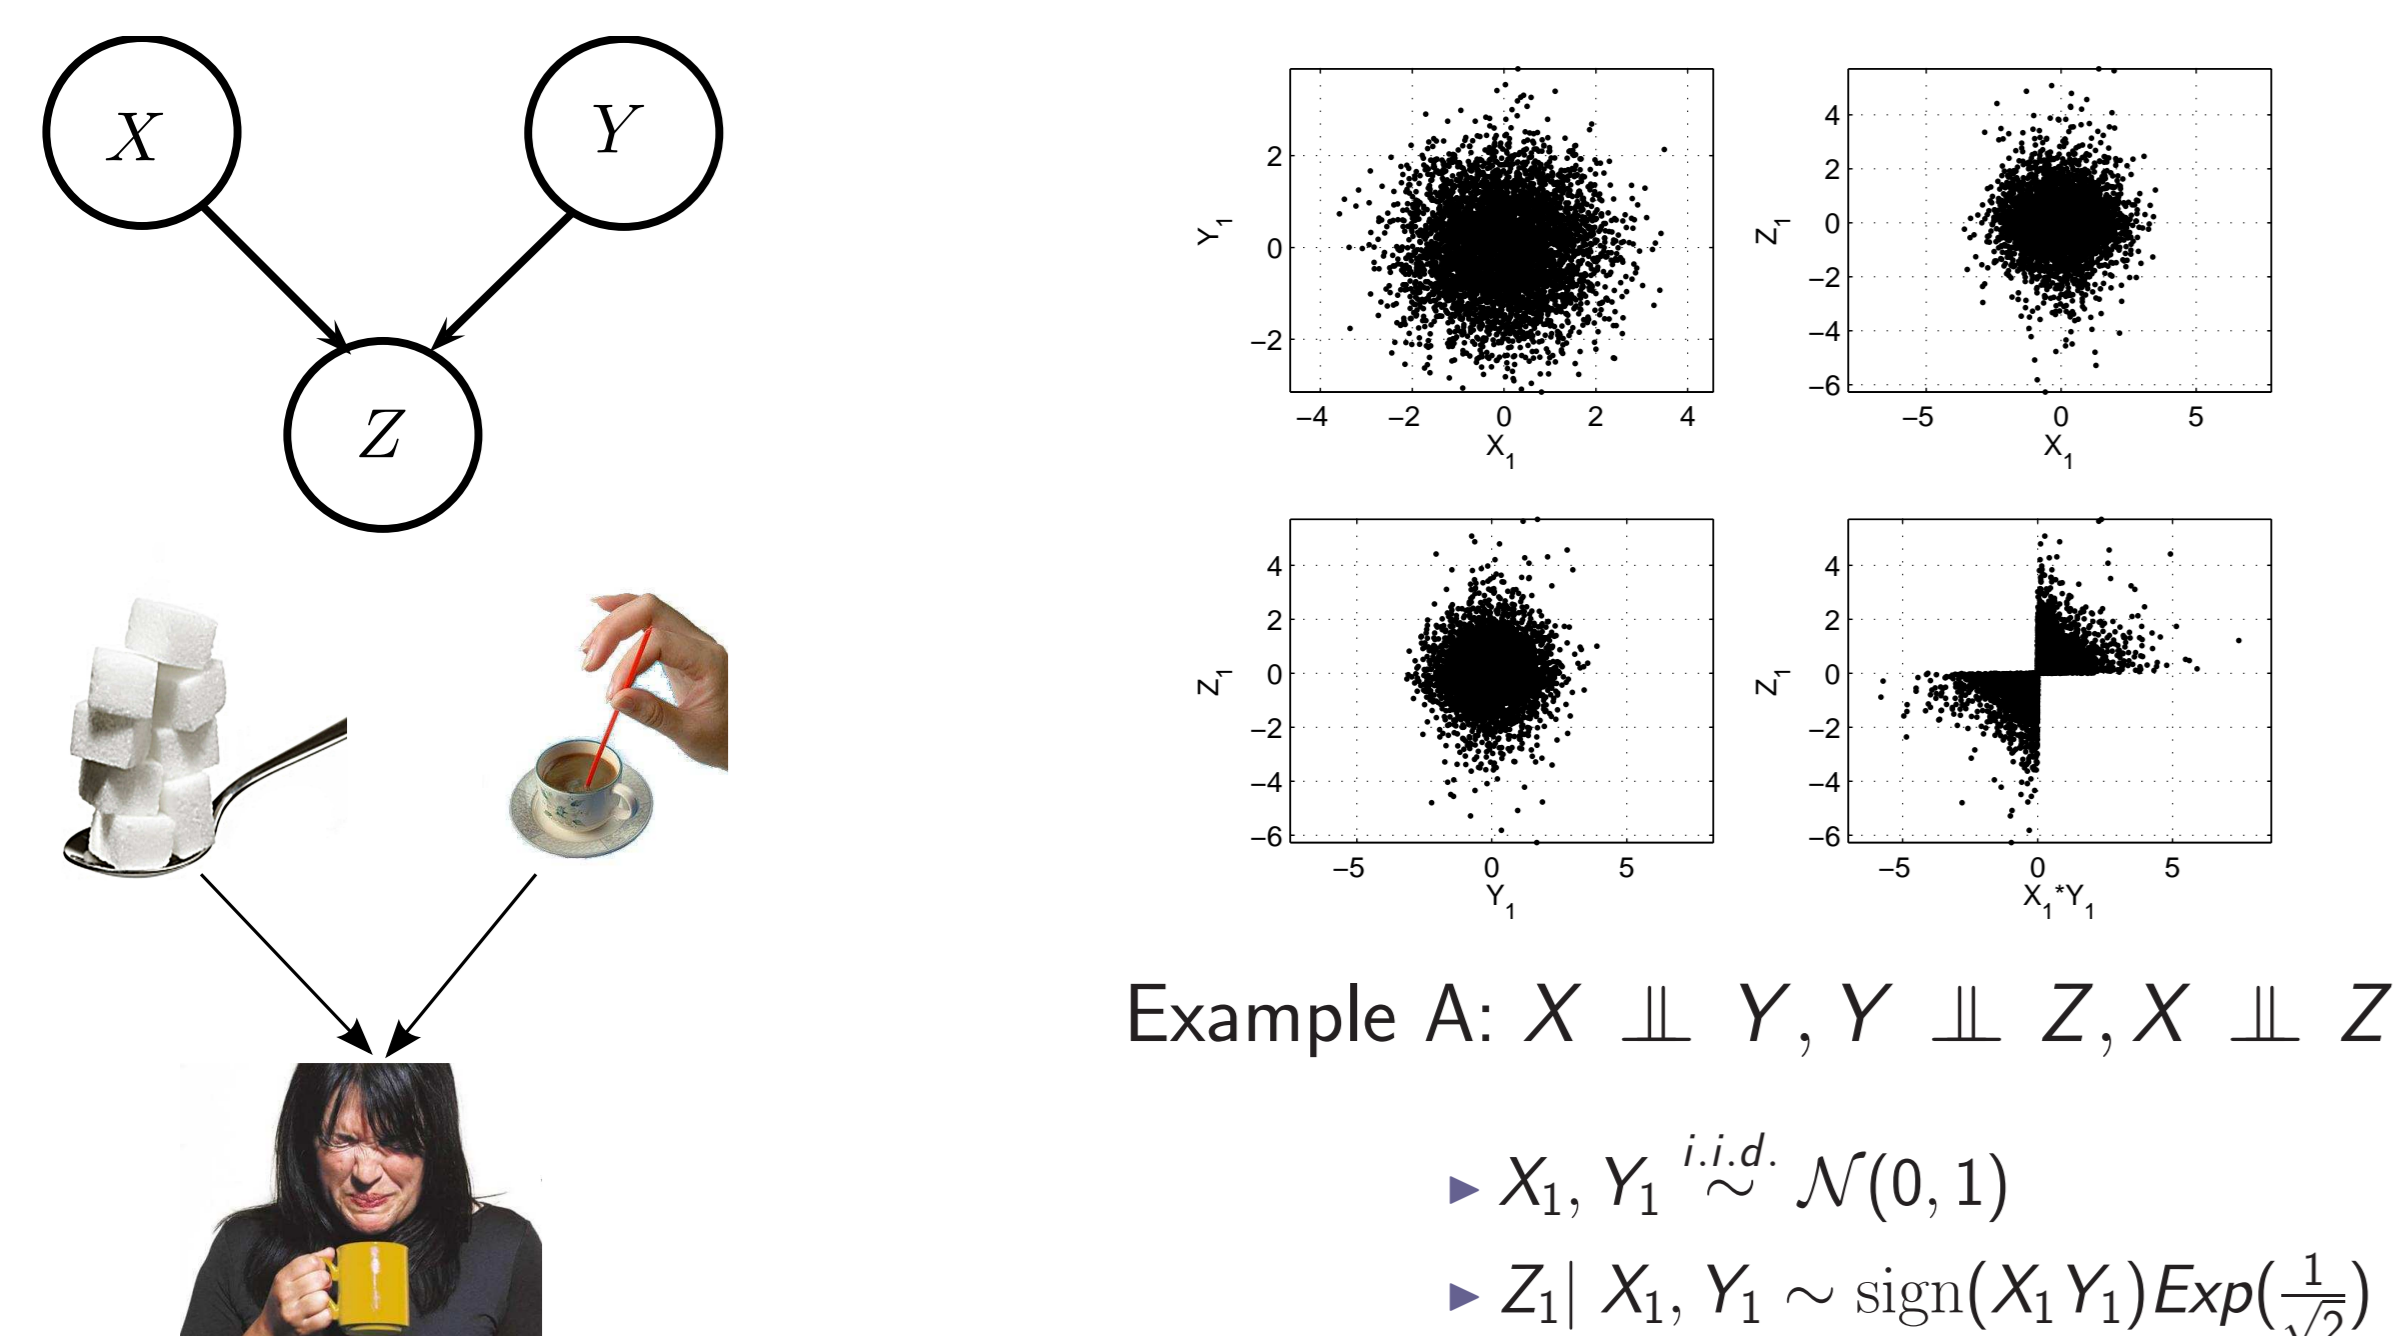 X
Y
Z
2
0
−2
Y₁
−4 −2 0 2 4
X₁
4
2
0
−2
−4
−6
Z₁
−5 0 5
X₁
4
2
0
−2
−4
−6
Z₁
−5 0 5
Y₁
4
2
0
−2
−4
−6
Z₁
−5 0 5
X₁*Y₁
Example A: X ⫫ Y, Y ⫫ Z, X ⫫ Z
▶ X₁, Y₁ i.i.d. ∼ 𝒩(0, 1)
▶ Z₁| X₁, Y₁ ∼ sign(X₁Y₁)Exp(1/√2)